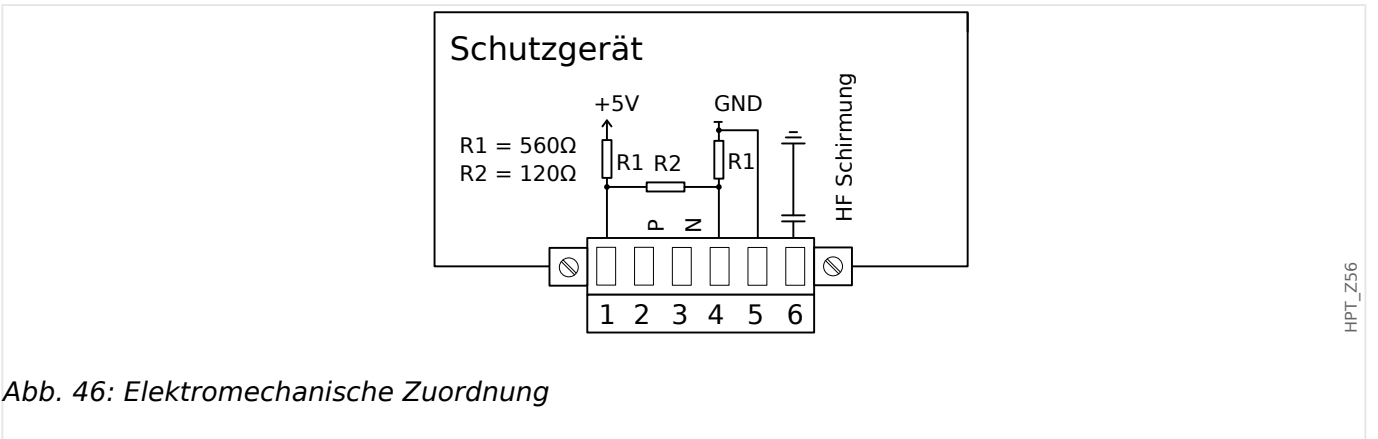 Schutzgerät
+5V
GND
HF Schirmung
R1 = 560Ω
R2 = 120Ω
R1
R2
R1
P
N
1 2 3 4 5 6
HPT_Z56
Abb. 46: Elektromechanische Zuordnung